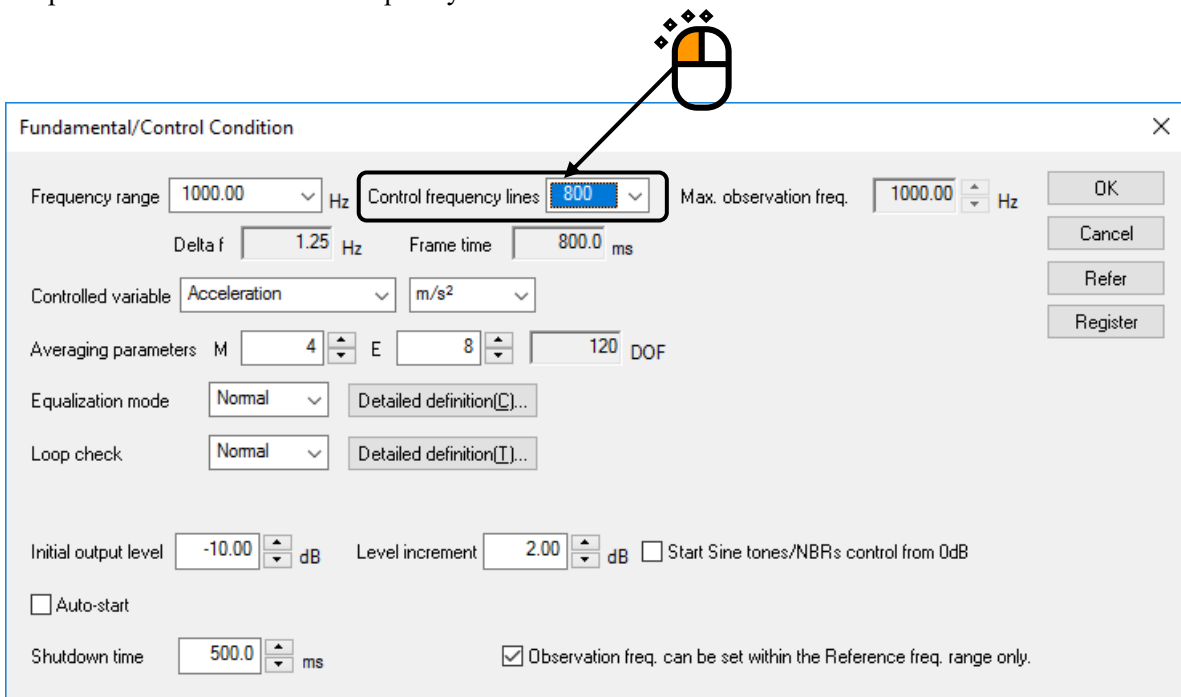 Fundamental/Control Condition
Frequency range 1000.00 Hz Control frequency lines 800 Max. observation freq. 1000.00 Hz OK
Delta f 1.25 Hz Frame time 800.0 ms Cancel
Controlled variable Acceleration m/s² Refer
Register
Averaging parameters M 4 E 8 120 DOF
Equalization mode Normal Detailed definition(C)...
Loop check Normal Detailed definition(T)...
Initial output level -10.00 dB Level increment 2.00 dB Start Sine tones/NBRs control from 0dB
Auto-start
Shutdown time 500.0 ms Observation freq. can be set within the Reference freq. range only.